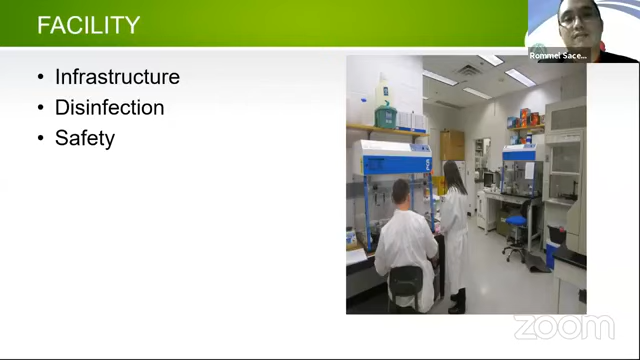 FACILITY
Rommel Sace...
• Infrastructure
• Disinfection
• Safety
zoom